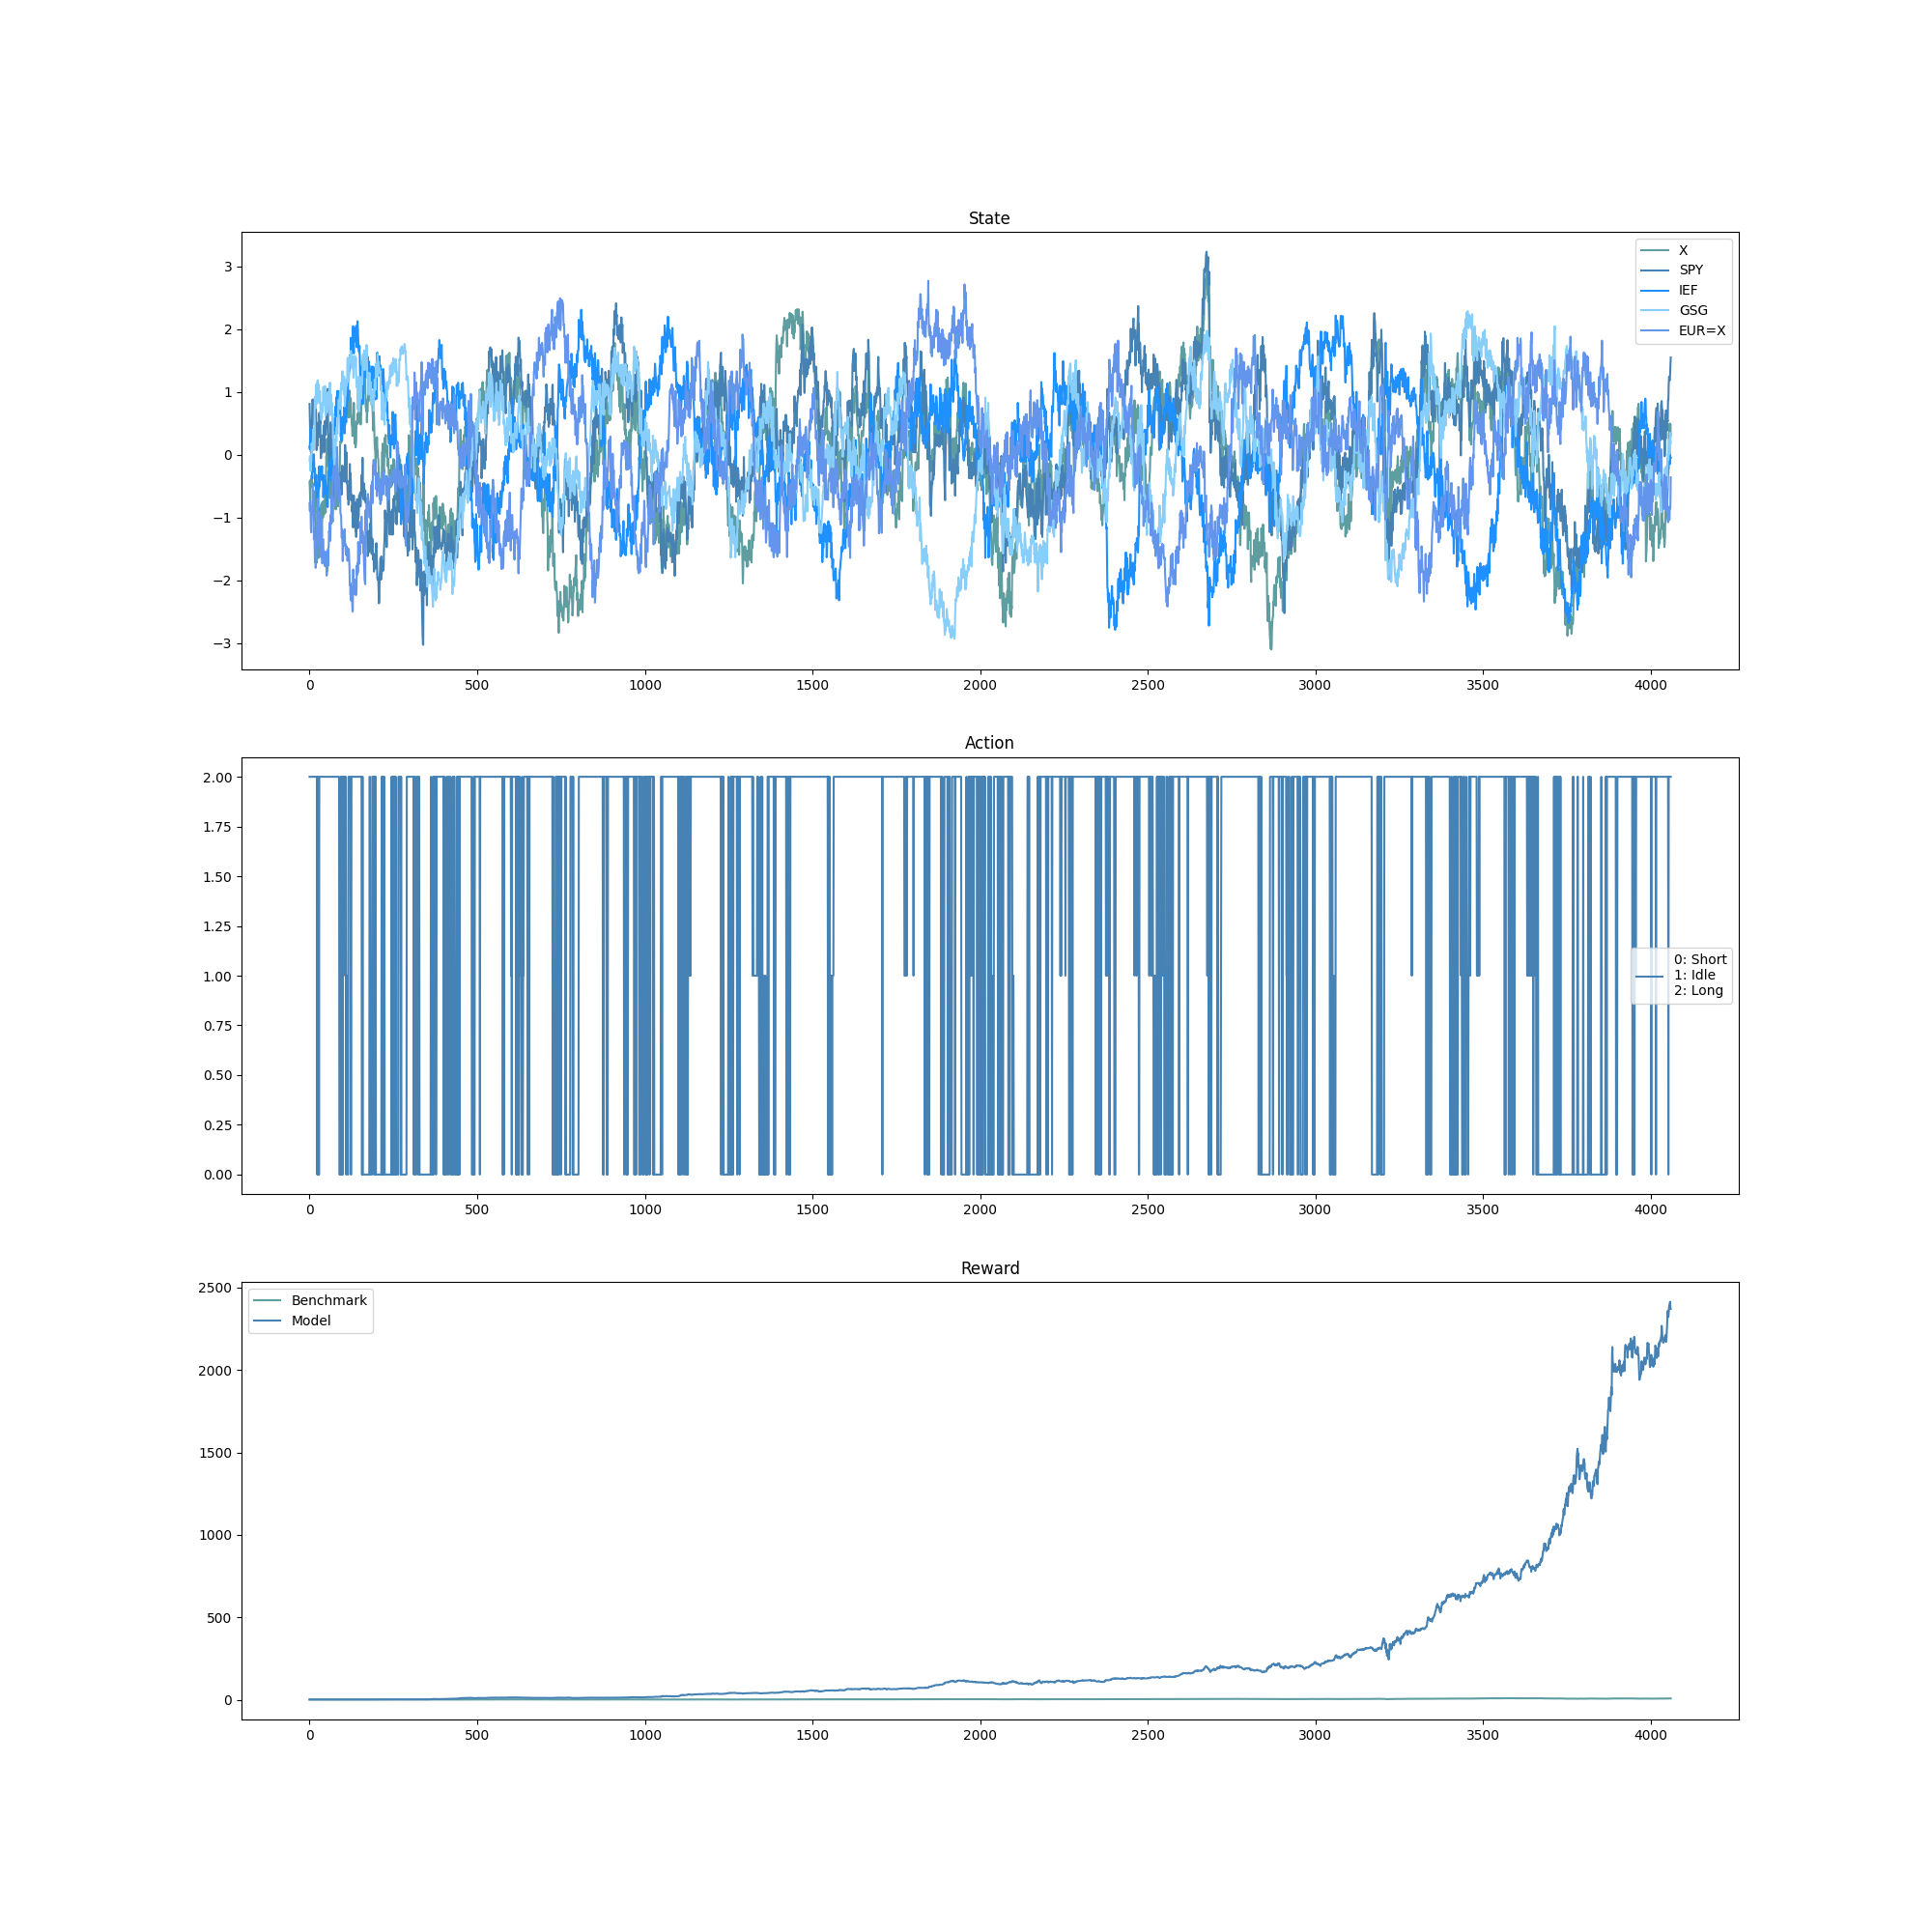 State
3
2
1
0
−1
−2
−3
X
SPY
IEF
GSG
EUR=X
0 500 1000 1500 2000 2500 3000 3500 4000
Action
2.00
1.75
1.50
1.25
1.00
0.75
0.50
0.25
0.00
0: Short
1: Idle
2: Long
0 500 1000 1500 2000 2500 3000 3500 4000
Reward
2500
2000
1500
1000
500
0
Benchmark
Model
0 500 1000 1500 2000 2500 3000 3500 4000